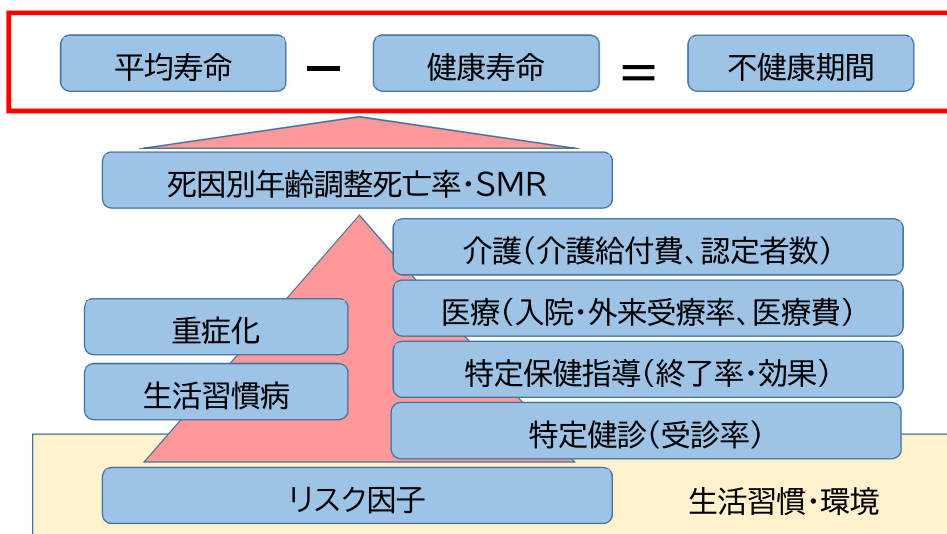 平均寿命 － 健康寿命 ＝ 不健康期間
死因別年齢調整死亡率・SMR
介護（介護給付費、認定者数）
医療（入院・外来受療率、医療費）
重症化
特定保健指導（終了率・効果）
生活習慣病
特定健診（受診率）
リスク因子
生活習慣・環境